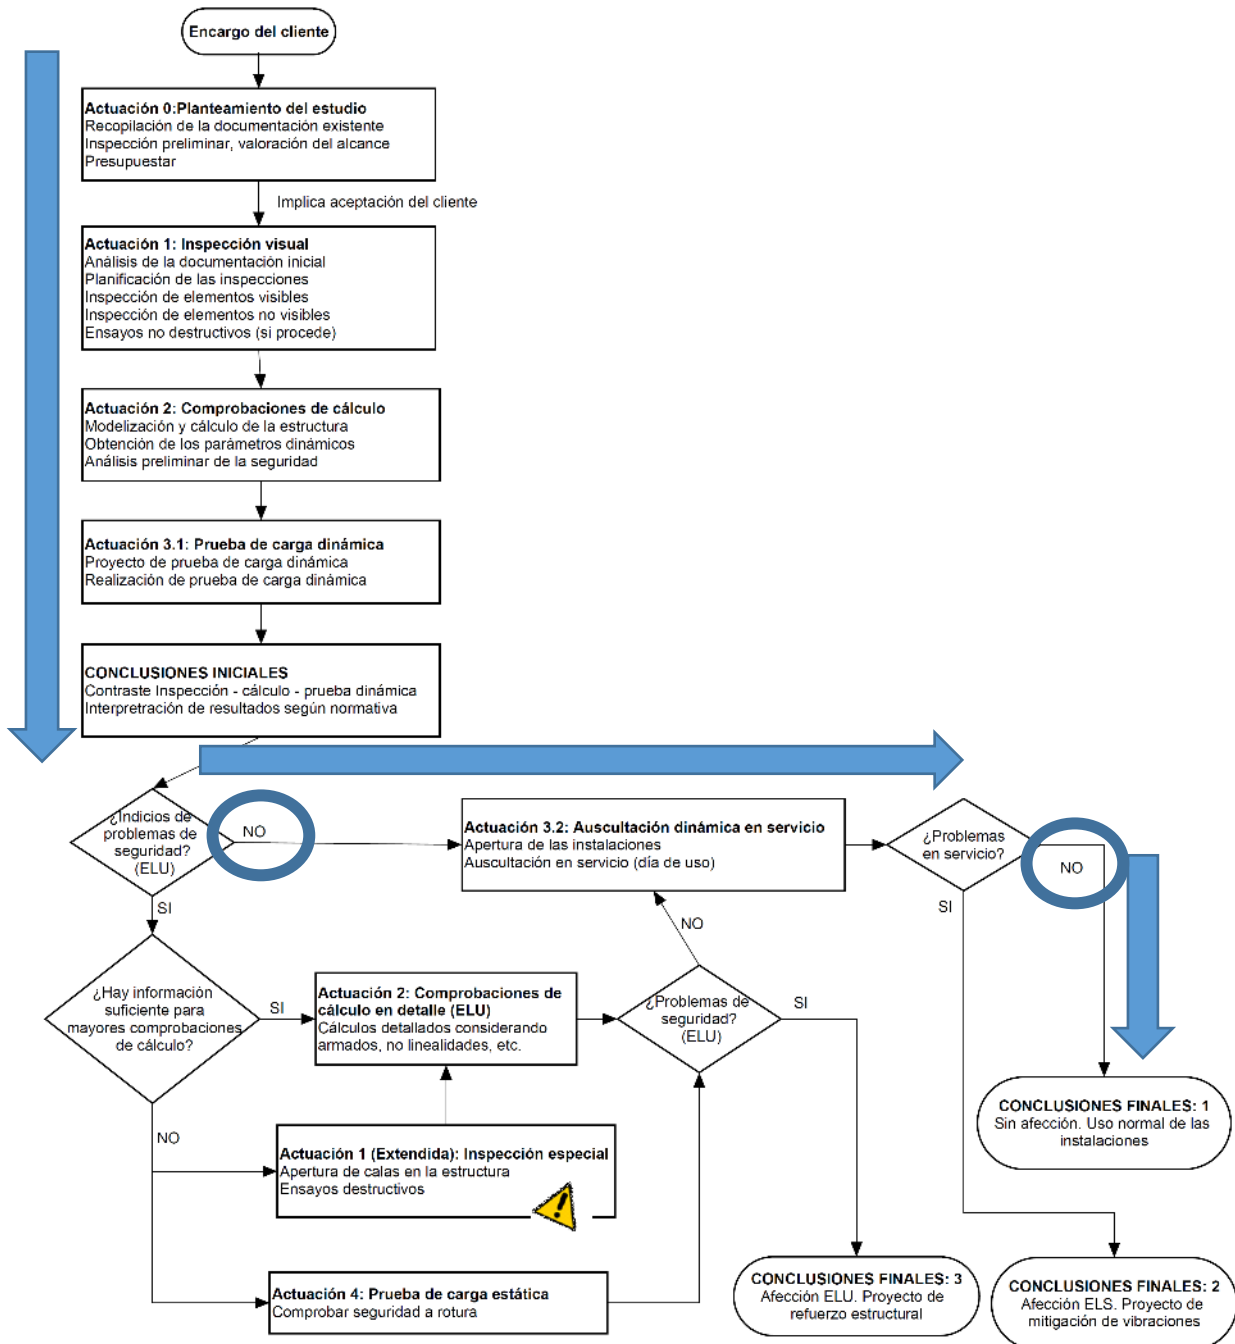 Encargo del cliente
Actuación 0:Planteamiento del estudio
Recopilación de la documentación existente
Inspección preliminar, valoración del alcance
Presupuestar
Implica aceptación del cliente
Actuación 1: Inspección visual
Análisis de la documentación inicial
Planificación de las inspecciones
Inspección de elementos visibles
Inspección de elementos no visibles
Ensayos no destructivos (si procede)
Actuación 2: Comprobaciones de cálculo
Modelización y cálculo de la estructura
Obtención de los parámetros dinámicos
Análisis preliminar de la seguridad
Actuación 3.1: Prueba de carga dinámica
Proyecto de prueba de carga dinámica
Realización de prueba de carga dinámica
CONCLUSIONES INICIALES
Contraste Inspección - cálculo - prueba dinámica
Interpretración de resultados según normativa
¿Indicios de
problemas de
seguridad?
(ELU)
NO
Actuación 3.2: Auscultación dinámica en servicio
Apertura de las instalaciones
Auscultación en servicio (día de uso)
¿Problemas
en servicio?
NO
SI
SI
NO
¿Hay información
suficiente para
mayores comprobaciones
de cálculo?
SI
Actuación 2: Comprobaciones de
cálculo en detalle (ELU)
Cálculos detallados considerando
armados, no linealidades, etc.
¿Problemas de
seguridad?
(ELU)
SI
NO
Actuación 1 (Extendida): Inspección especial
Apertura de calas en la estructura
Ensayos destructivos
!
CONCLUSIONES FINALES: 1
Sin afección. Uso normal de las
instalaciones
Actuación 4: Prueba de carga estática
Comprobar seguridad a rotura
CONCLUSIONES FINALES: 3
Afección ELU. Proyecto de
refuerzo estructural
CONCLUSIONES FINALES: 2
Afección ELS. Proyecto de
mitigación de vibraciones